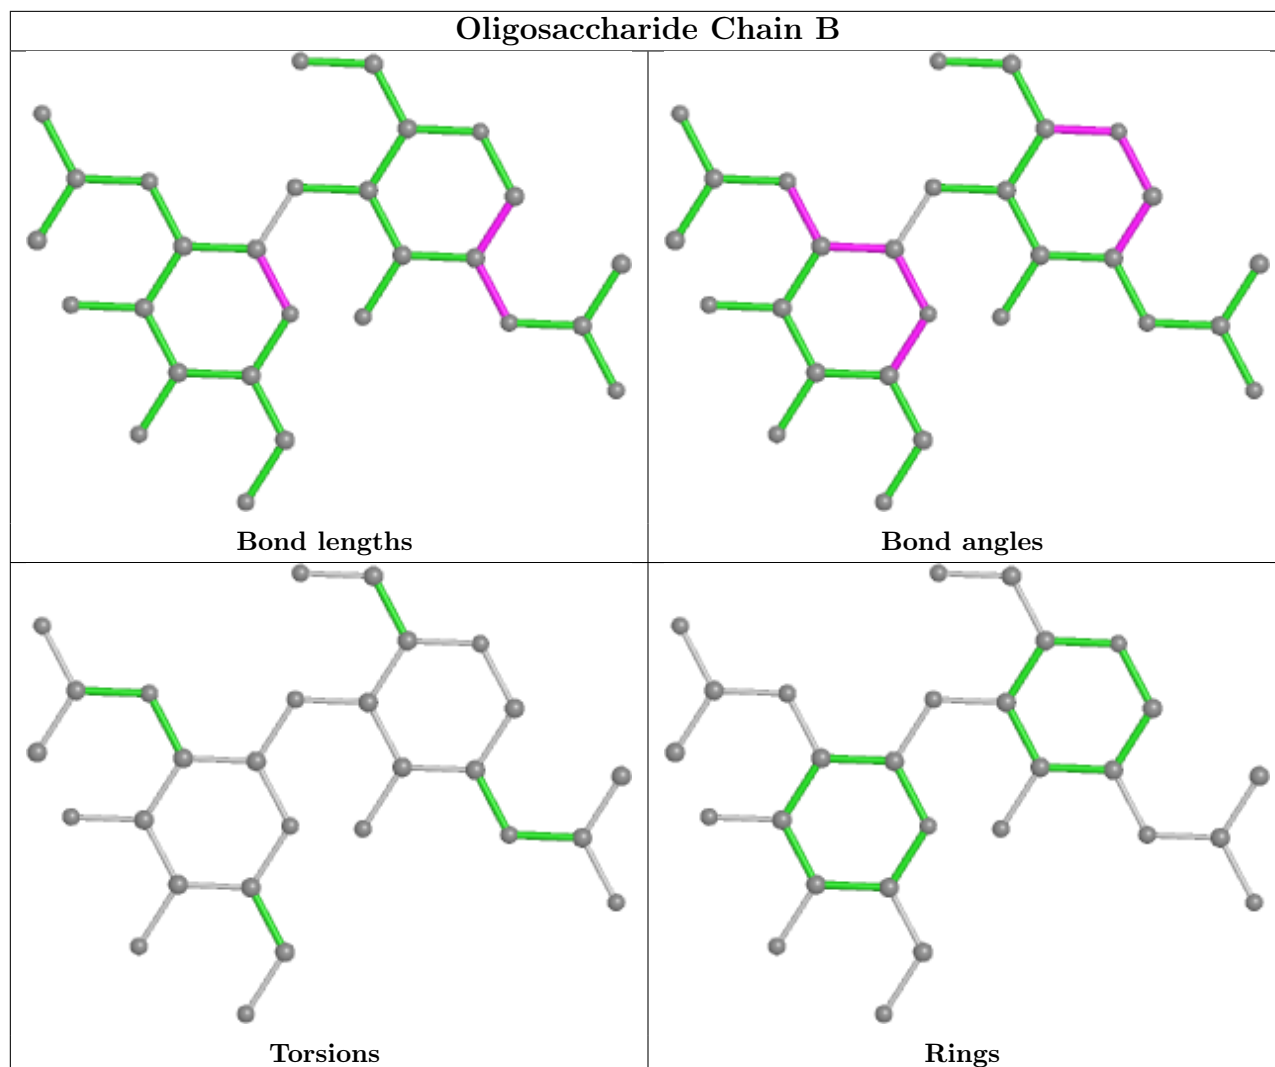 Oligosaccharide Chain B
Bond lengths
Bond angles
Torsions
Rings